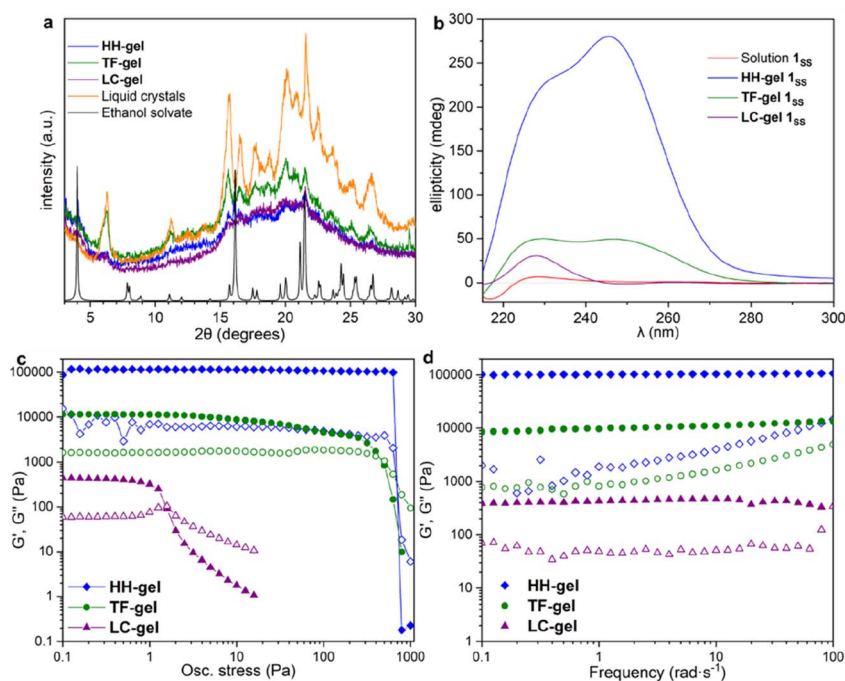 a
intensity (a.u.)
HH-gel
TF-gel
LC-gel
Liquid crystals
Ethanol solvate
5 10 15 20 25 30
2θ (degrees)
b
ellipticity (mdeg)
300
250
200
150
100
50
0
Solution 1SS
HH-gel 1SS
TF-gel 1SS
LC-gel 1SS
220 240 260 280 300
λ (nm)
c
G', G'' (Pa)
100000
10000
1000
100
10
1
0.1
HH-gel
TF-gel
LC-gel
0.1 1 10 100 1000
Osc. stress (Pa)
d
G', G'' (Pa)
100000
10000
1000
100
10
1
HH-gel
TF-gel
LC-gel
0.1 1 10 100
Frequency (rad·s⁻¹)